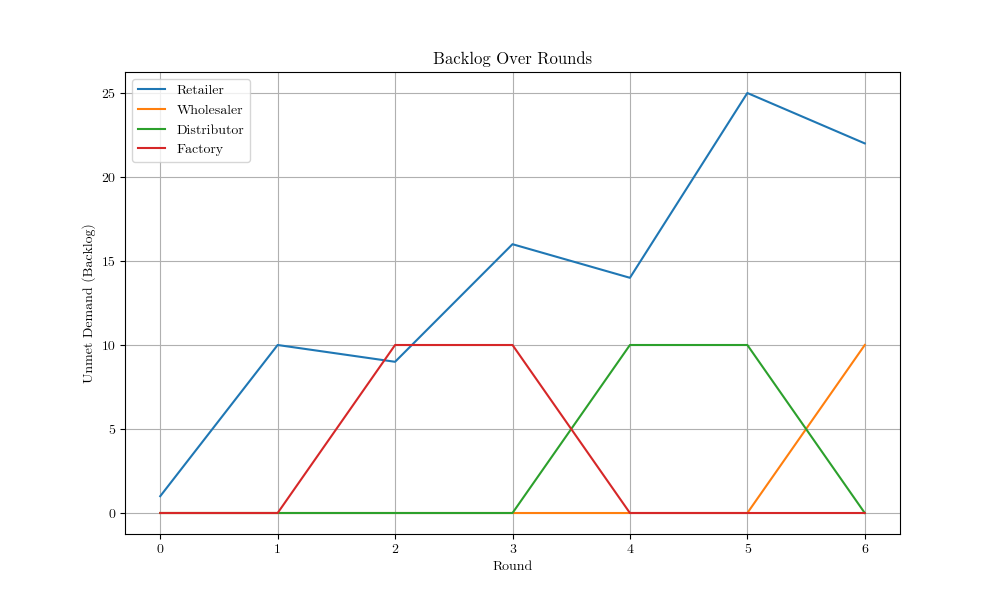 Backlog Over Rounds
Retailer
Wholesaler
Distributor
Factory
Unmet Demand (Backlog)
25
20
15
10
5
0
0 1 2 3 4 5 6
Round